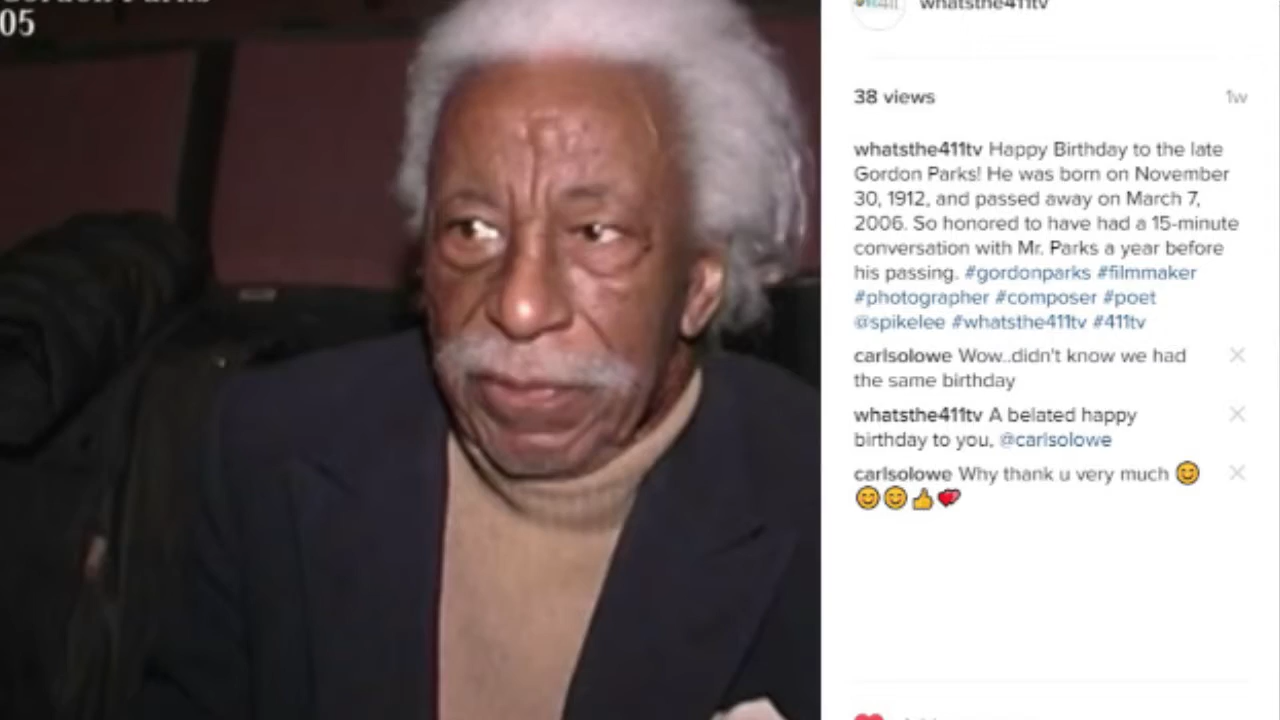 Gordon Parks
05
whatsthe411tv
38 views
1w
whatsthe411tv Happy Birthday to the late
Gordon Parks! He was born on November
30, 1912, and passed away on March 7,
2006. So honored to have had a 15-minute
conversation with Mr. Parks a year before
his passing. #gordonparks #filmmaker
#photographer #composer #poet
@spikelee #whatsthe411tv #411tv
carlsolowe Wow..didn't know we had
the same birthday
whatsthe411tv A belated happy
birthday to you, @carlsolowe
carlsolowe Why thank u very much 😊
😊😊👍💕